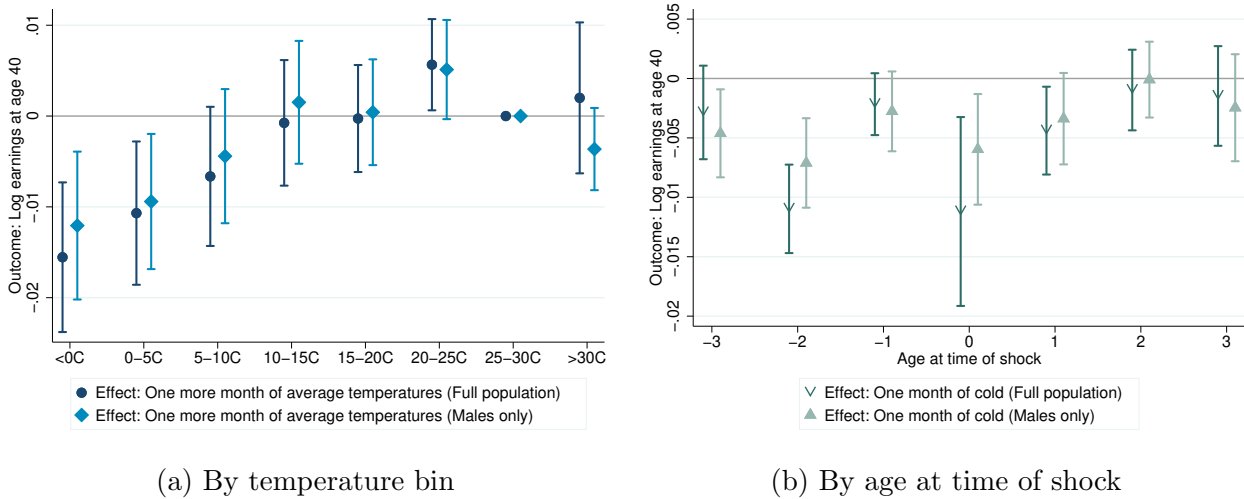 Outcome: Log earnings at age 40
.01
0
−.01
−.02
<0C 0−5C 5−10C 10−15C 15−20C 20−25C 25−30C >30C
Effect: One more month of average temperatures (Full population)
Effect: One more month of average temperatures (Males only)
(a) By temperature bin
Outcome: Log earnings at age 40
.005
0
−.005
−.01
−.015
−.02
−3 −2 −1 0 1 2 3
Age at time of shock
Effect: One month of cold (Full population)
Effect: One month of cold (Males only)
(b) By age at time of shock